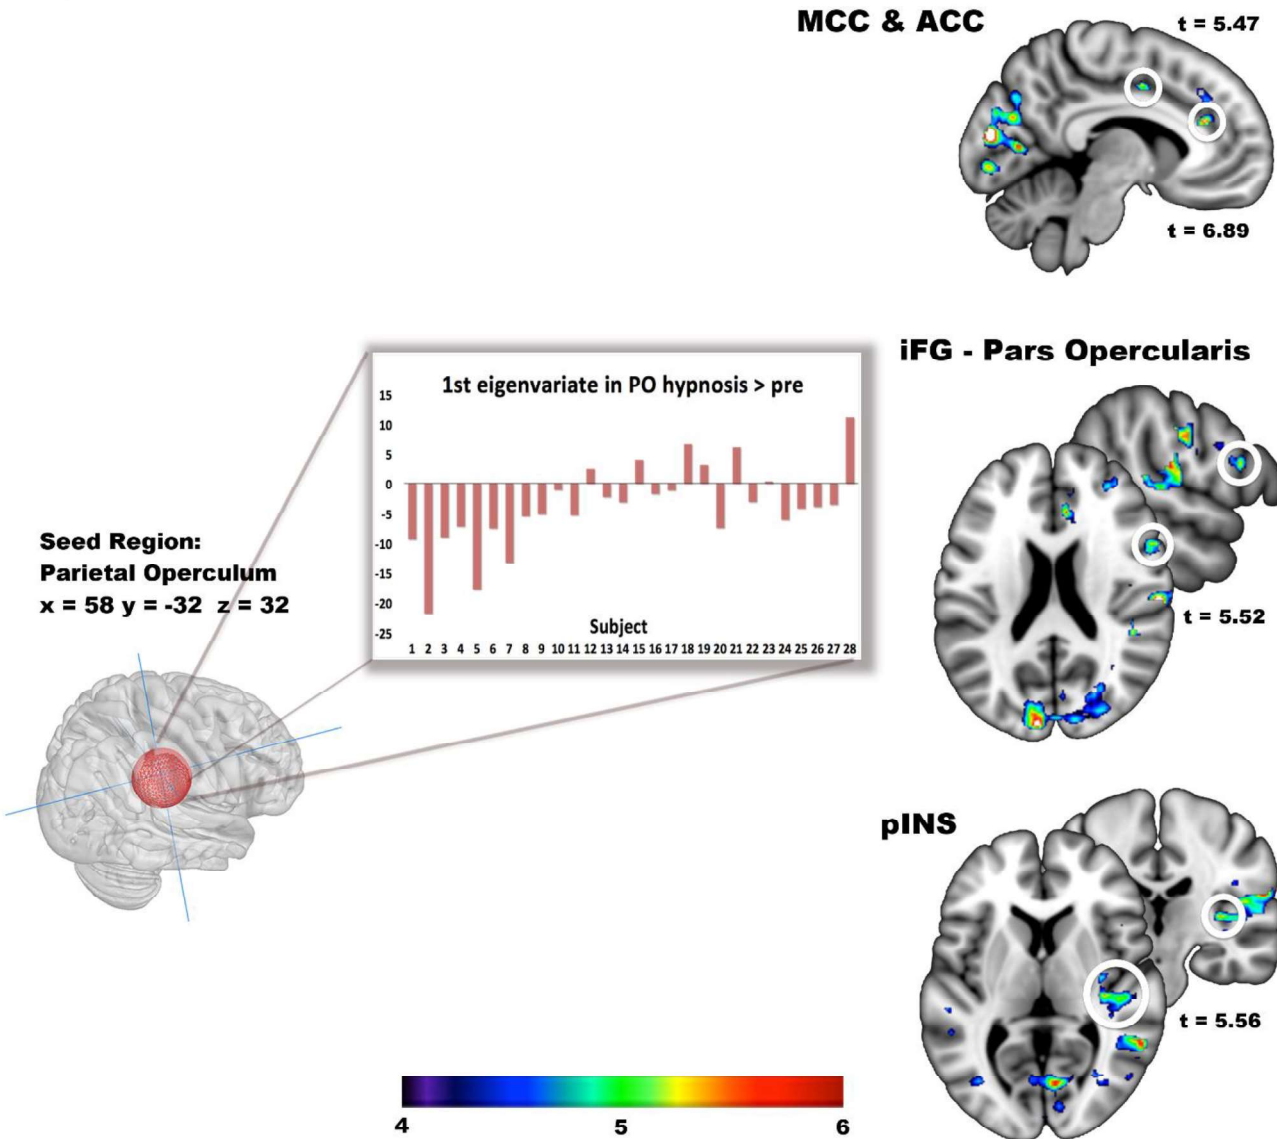 MCC & ACC
t = 5.47
t = 6.89
iFG - Pars Opercularis
1st eigenvariate in PO hypnosis > pre
15
10
5
0
-5
-10
-15
-20
-25
Subject
1 2 3 4 5 6 7 8 9 10 11 12 13 14 15 16 17 18 19 20 21 22 23 24 25 26 27 28
Seed Region:
Parietal Operculum
x = 58 y = -32 z = 32
t = 5.52
pINS
t = 5.56
4 5 6